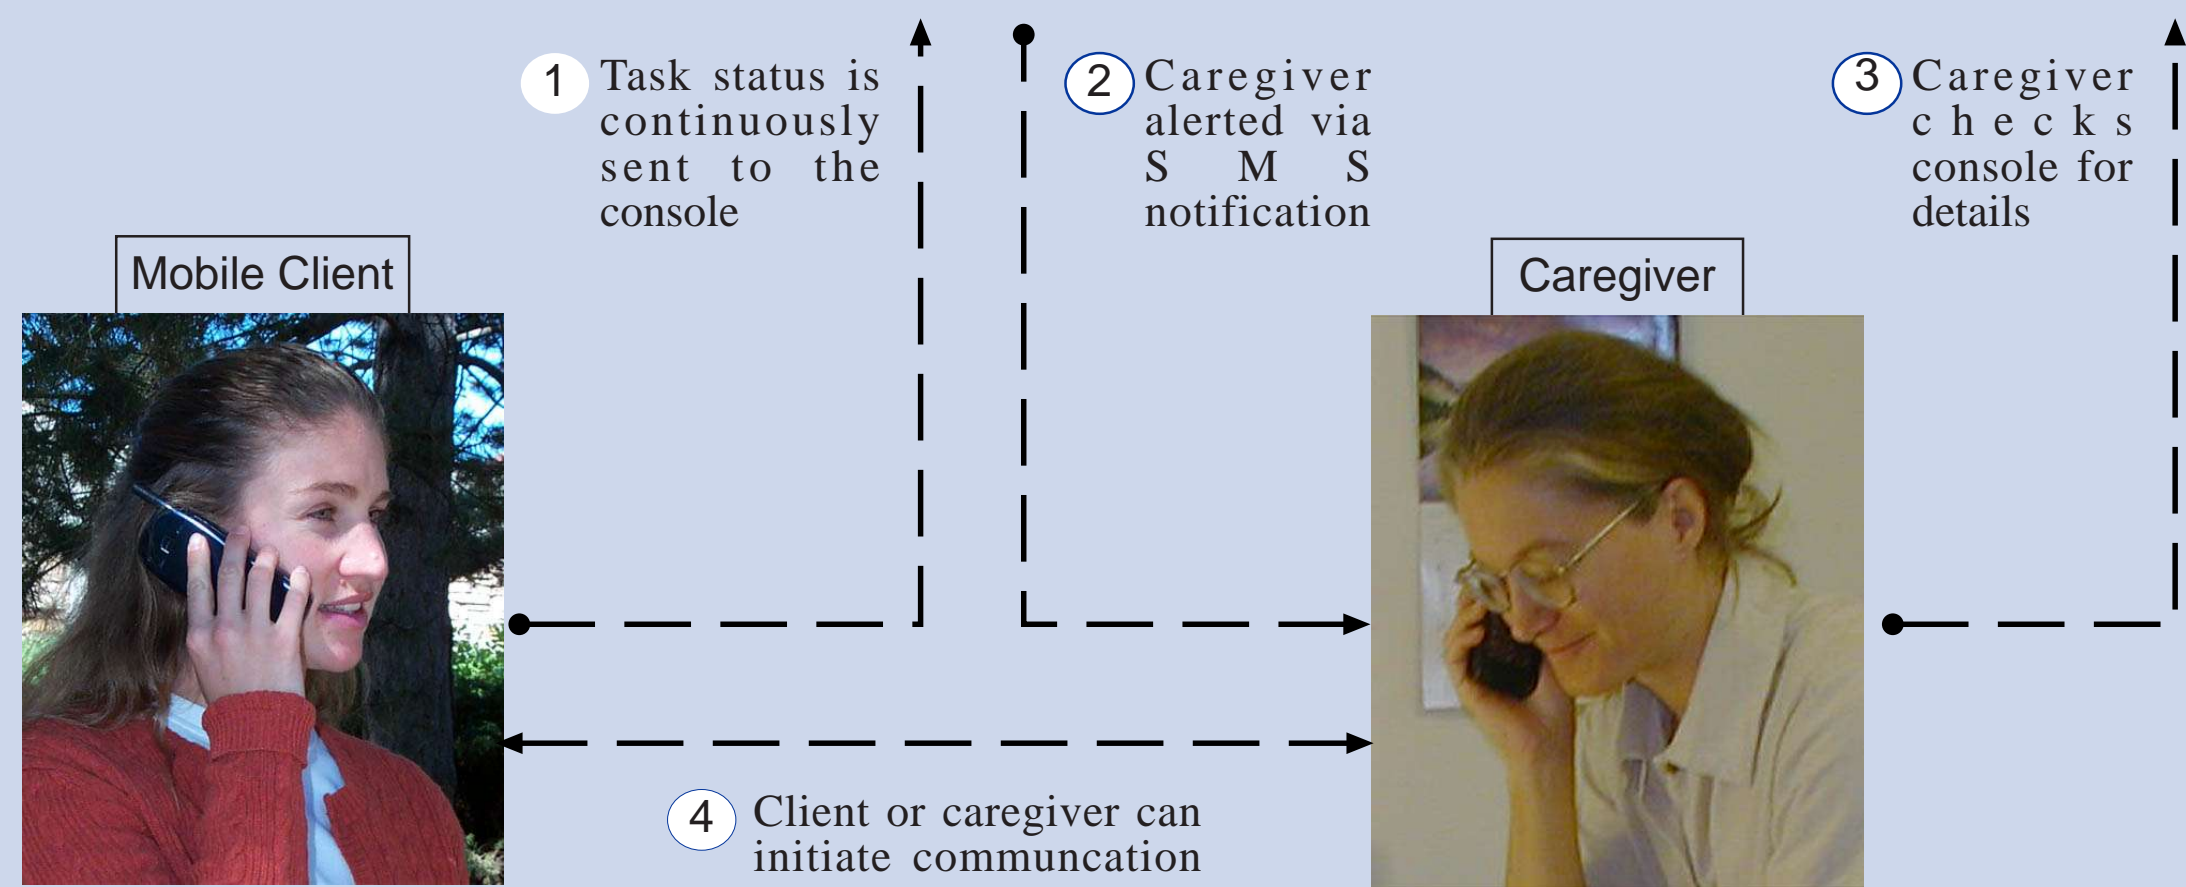 1
Task status is
continuously
sent to the
console
2
Caregiver
alerted via
S M S
notification
3
Caregiver
checks
console for
details
Mobile Client
Caregiver
4
Client or caregiver can
initiate communcation